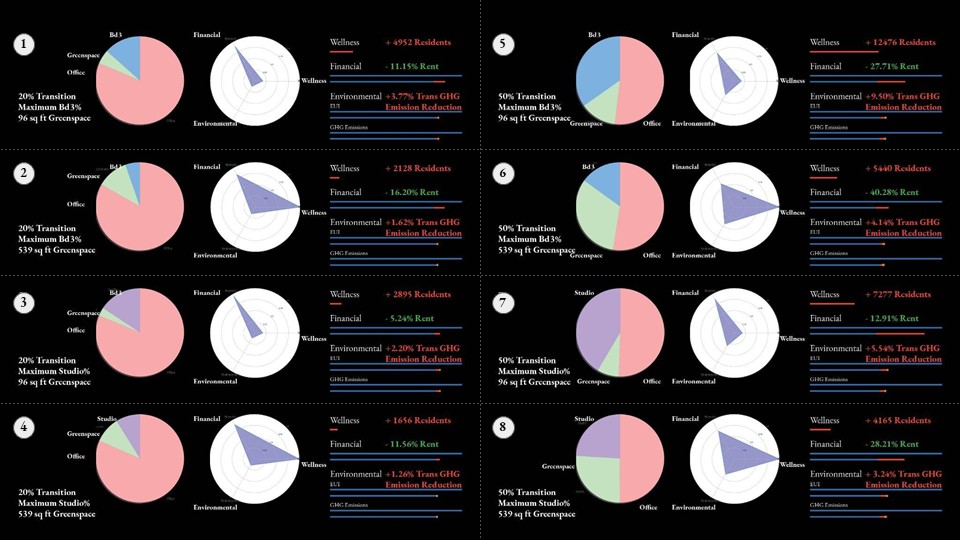 1
Bd3
Greenspace
Office
20% Transition
Maximum Bd3%
96 sq ft Greenspace
Financial
Wellness
Environmental
Wellness + 4952 Residents
Financial - 11.15% Rent
Environmental +3.77% Trans GHG
EUI Emission Reduction
GHG Emissions
5
Bd3
50% Transition
Maximum Bd3%
96 sq ft Greenspace
Greenspace
Office
Financial
Wellness
Environmental
Wellness + 12476 Residents
Financial - 27.71% Rent
Environmental +9.50% Trans GHG
EUI Emission Reduction
GHG Emissions
2
Bd3
Greenspace
Office
20% Transition
Maximum Bd3%
539 sq ft Greenspace
Financial
Wellness
Environmental
Wellness + 2128 Residents
Financial - 16.20% Rent
Environmental +1.62% Trans GHG
EUI Emission Reduction
GHG Emissions
6
Bd3
50% Transition
Maximum Bd3%
539 sq ft Greenspace
Greenspace
Office
Financial
Wellness
Environmental
Wellness + 5440 Residents
Financial - 40.28% Rent
Environmental +4.14% Trans GHG
EUI Emission Reduction
GHG Emissions
3
Bd3
Greenspace
Office
20% Transition
Maximum Studio%
96 sq ft Greenspace
Financial
Wellness
Environmental
Wellness + 2895 Residents
Financial - 5.24% Rent
Environmental +2.20% Trans GHG
EUI Emission Reduction
GHG Emissions
7
Studio
50% Transition
Maximum Studio%
96 sq ft Greenspace
Greenspace
Office
Financial
Wellness
Environmental
Wellness + 7277 Residents
Financial - 12.91% Rent
Environmental +5.54% Trans GHG
EUI Emission Reduction
GHG Emissions
4
Studio
Greenspace
Office
20% Transition
Maximum Studio%
539 sq ft Greenspace
Financial
Wellness
Environmental
Wellness + 1656 Residents
Financial - 11.56% Rent
Environmental +1.26% Trans GHG
EUI Emission Reduction
GHG Emissions
8
Studio
Greenspace
50% Transition
Maximum Studio%
539 sq ft Greenspace
Office
Financial
Wellness
Environmental
Wellness + 4165 Residents
Financial - 28.21% Rent
Environmental + 3.24% Trans GHG
EUI Emission Reduction
GHG Emissions